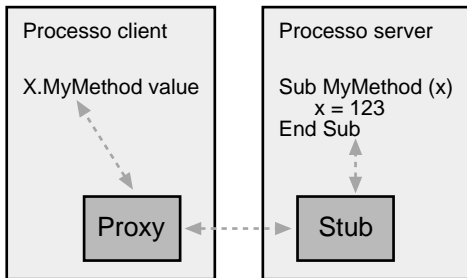 Processo client
X.MyMethod value
Proxy
Processo server
Sub MyMethod (x)
x = 123
End Sub
Stub